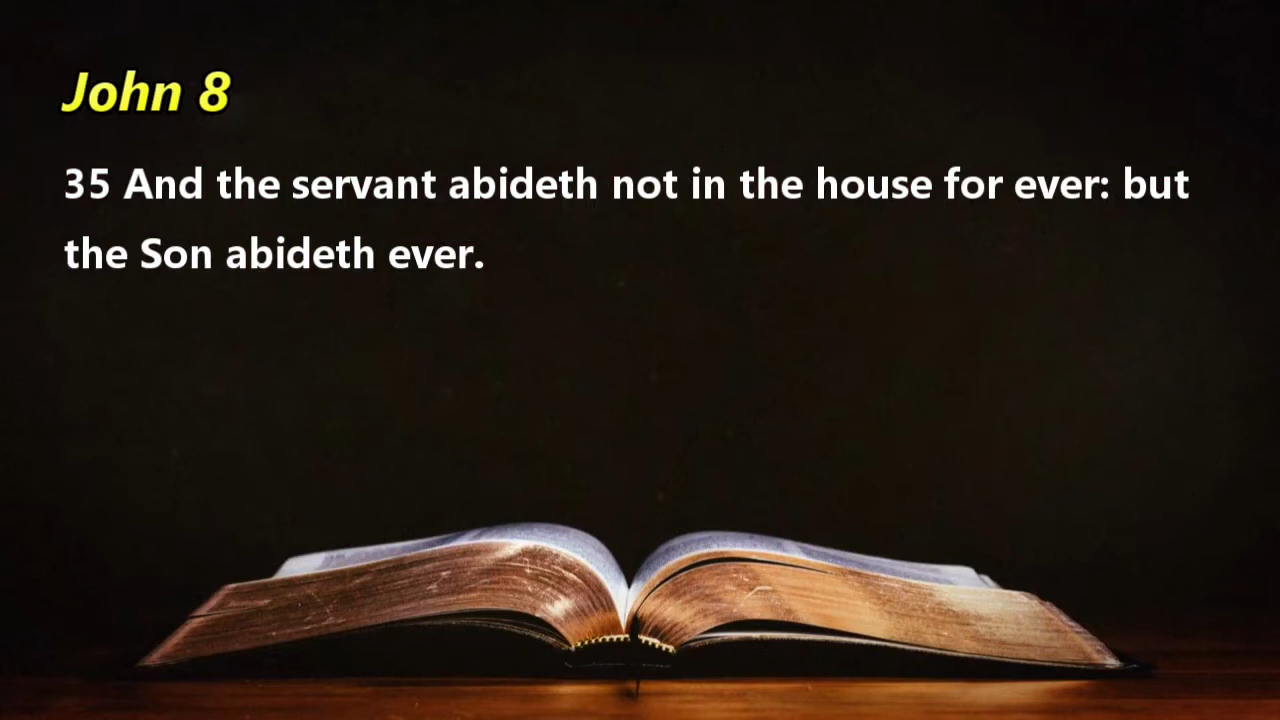 John 8
35 And the servant abideth not in the house for ever: but
the Son abideth ever.